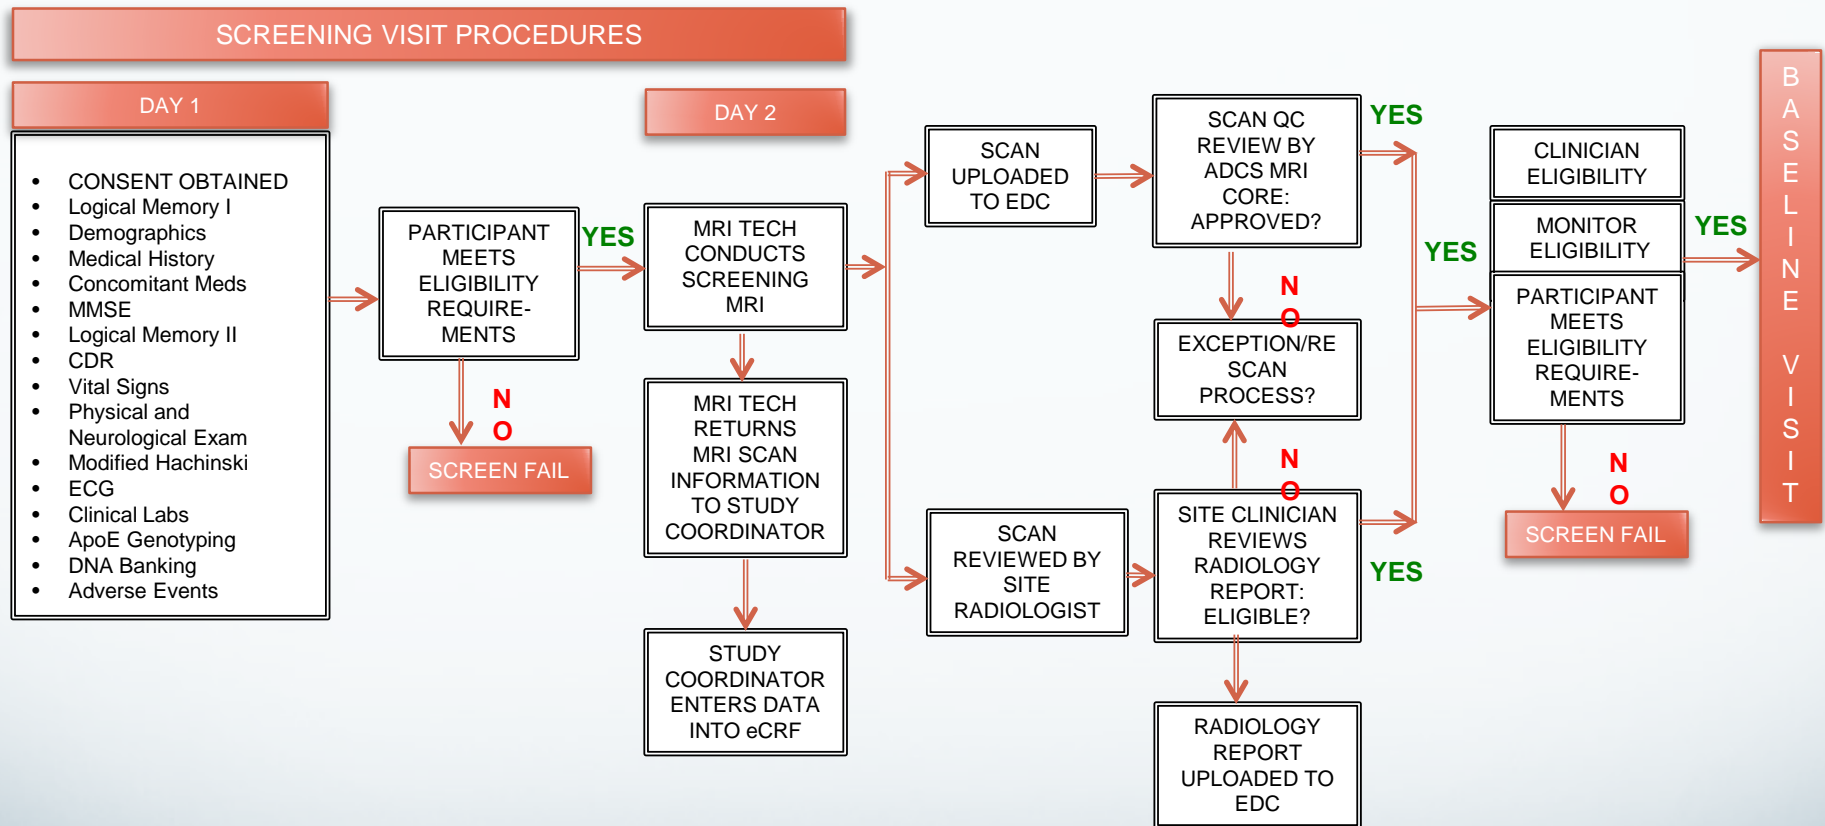 SCREENING VISIT PROCEDURES
DAY 1
• CONSENT OBTAINED
• Logical Memory I
• Demographics
• Medical History
• Concomitant Meds
• MMSE
• Logical Memory II
• CDR
• Vital Signs
• Physical and
Neurological Exam
• Modified Hachinski
• ECG
• Clinical Labs
• ApoE Genotyping
• DNA Banking
• Adverse Events
PARTICIPANT
MEETS
ELIGIBILITY
REQUIRE-
MENTS
YES
N
O
SCREEN FAIL
DAY 2
MRI TECH
CONDUCTS
SCREENING
MRI
MRI TECH
RETURNS
MRI SCAN
INFORMATION
TO STUDY
COORDINATOR
STUDY
COORDINATOR
ENTERS DATA
INTO eCRF
SCAN
UPLOADED
TO EDC
SCAN QC
REVIEW BY
ADCS MRI
CORE:
APPROVED?
YES
N
O
EXCEPTION/RE
SCAN
PROCESS?
N
O
SCAN
REVIEWED BY
SITE
RADIOLOGIST
SITE CLINICIAN
REVIEWS
RADIOLOGY
REPORT:
ELIGIBLE?
YES
RADIOLOGY
REPORT
UPLOADED TO
EDC
YES
CLINICIAN
ELIGIBILITY
MONITOR
ELIGIBILITY
PARTICIPANT
MEETS
ELIGIBILITY
REQUIRE-
MENTS
YES
N
O
SCREEN FAIL
B
A
S
E
L
I
N
E
V
I
S
I
T